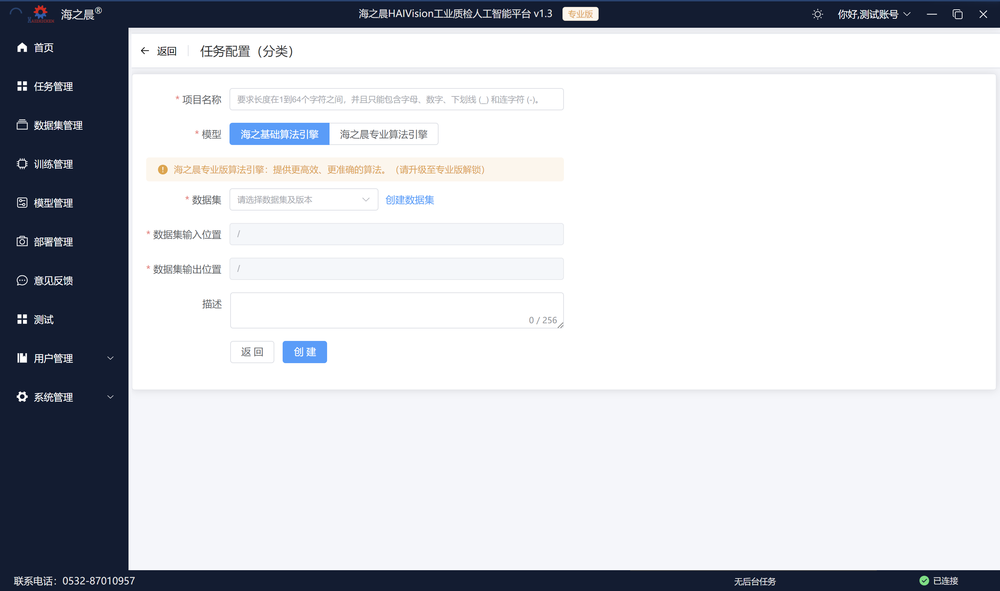 HAIZHICHEN
海之晨®
海之晨HAIVision工业质检人工智能平台 v1.3
专业版
你好,测试账号
首页
任务管理
数据集管理
训练管理
模型管理
部署管理
意见反馈
测试
用户管理
系统管理
返回
任务配置（分类）
* 项目名称
要求长度在1到64个字符之间，并且只能包含字母、数字、下划线 (_) 和连字符 (-)。
* 模型
海之基础算法引擎
海之晨专业算法引擎
海之晨专业版算法引擎：提供更高效、更准确的算法。（请升级至专业版解锁）
* 数据集
请选择数据集及版本
创建数据集
* 数据集输入位置
/
* 数据集输出位置
/
描述
0 / 256
返 回
创 建
联系电话：0532-87010957
无后台任务
已连接